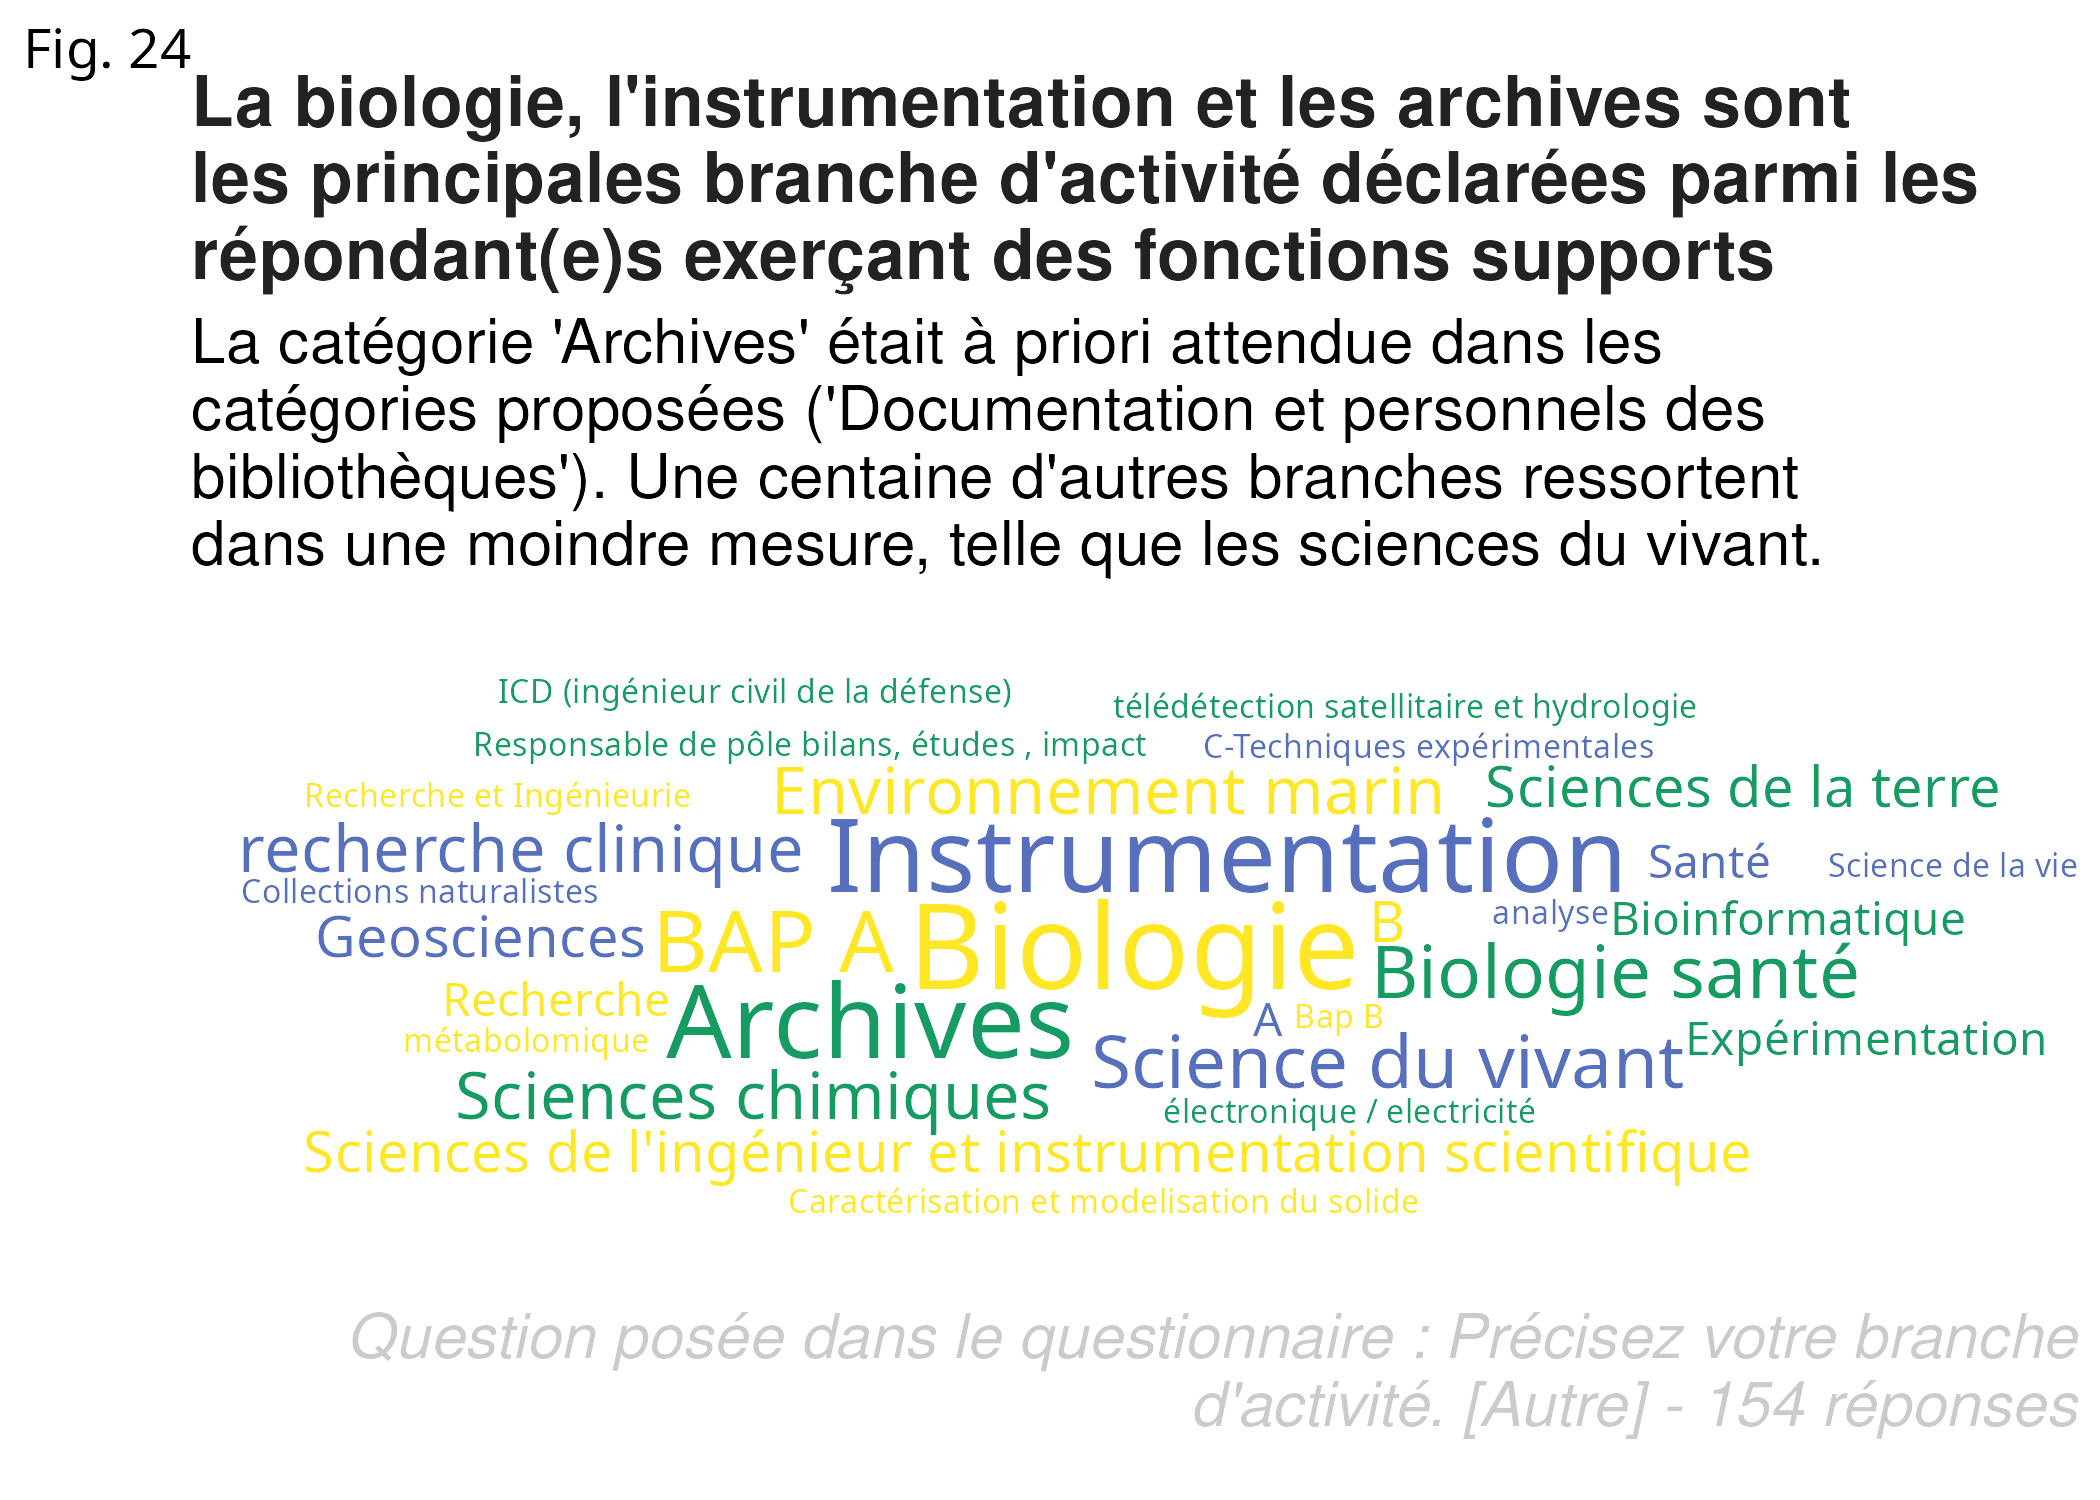 Fig. 24
La biologie, l'instrumentation et les archives sont
les principales branche d'activité déclarées parmi les
répondant(e)s exerçant des fonctions supports
La catégorie 'Archives' était à priori attendue dans les
catégories proposées ('Documentation et personnels des
bibliothèques'). Une centaine d'autres branches ressortent
dans une moindre mesure, telle que les sciences du vivant.
ICD (ingénieur civil de la défense)
télédétection satellitaire et hydrologie
Responsable de pôle bilans, études , impact
C-Techniques expérimentales
Recherche et Ingénieurie
Environnement marin
Sciences de la terre
recherche clinique
Instrumentation
Santé
Science de la vie
Collections naturalistes
Geosciences
BAP A
Biologie
B
analyse
Bioinformatique
Biologie santé
Recherche
Archives
A
Bap B
métabolomique
Science du vivant
Expérimentation
Sciences chimiques
électronique / electricité
Sciences de l'ingénieur et instrumentation scientifique
Caractérisation et modelisation du solide
Question posée dans le questionnaire : Précisez votre branche
d'activité. [Autre] - 154 réponses